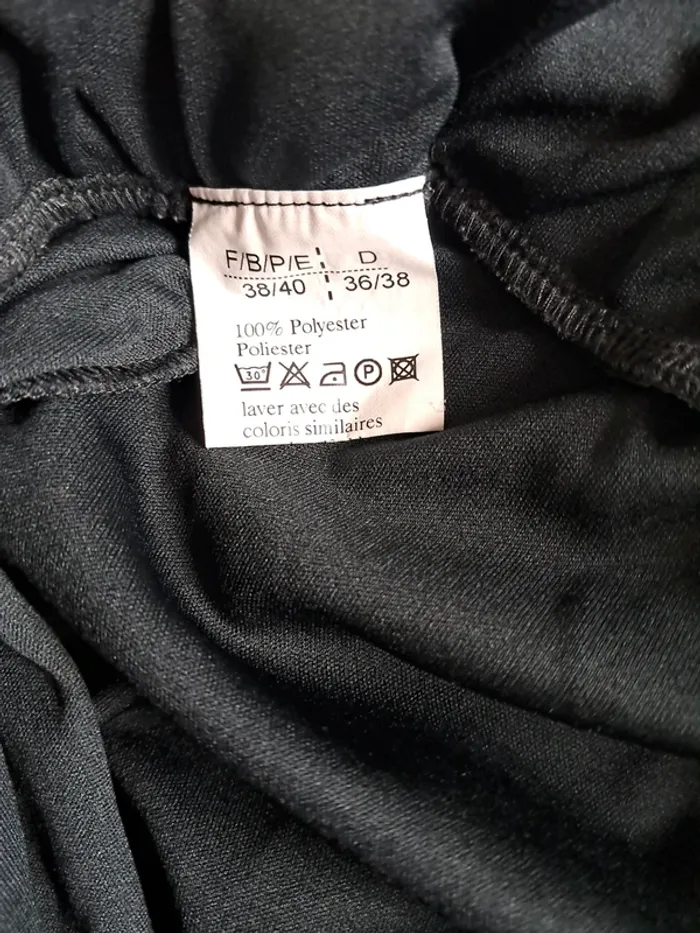 F/B/P/E D
38/40 36/38
100% Polyester
Poliester
30° P
laver avec des
coloris similaires